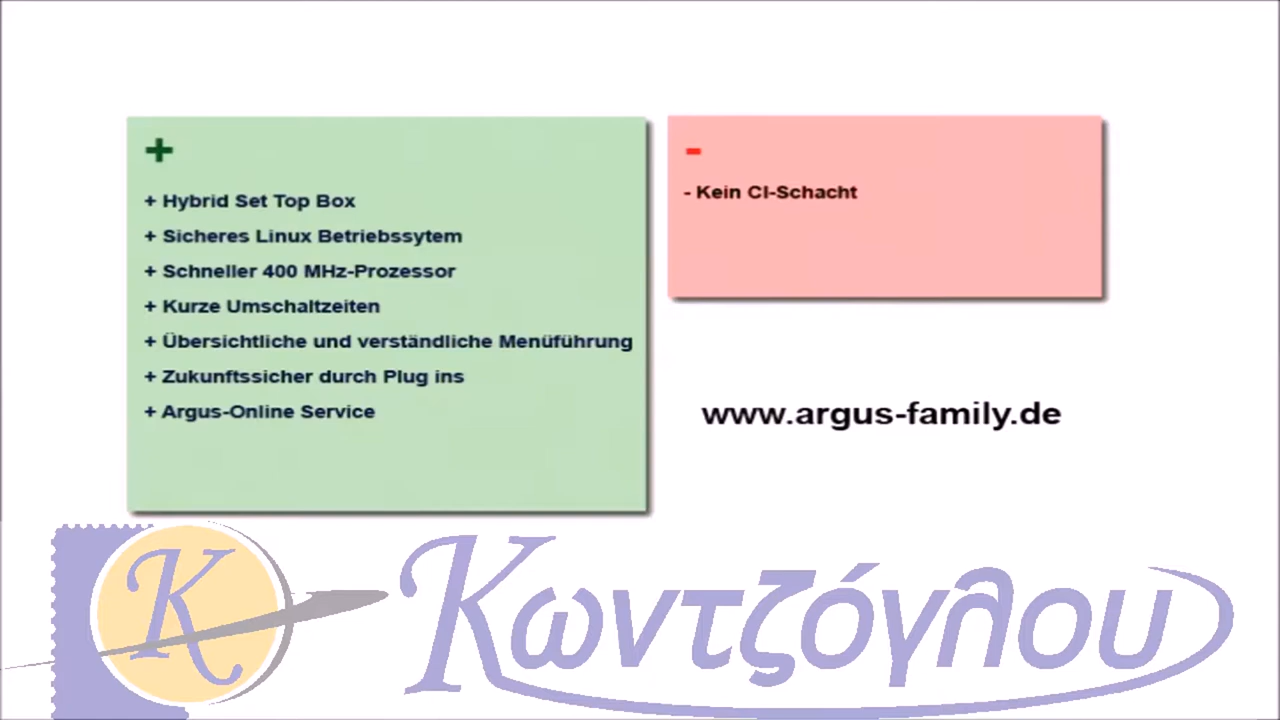 +
+ Hybrid Set Top Box
+ Sicheres Linux Betriebssytem
+ Schneller 400 MHz-Prozessor
+ Kurze Umschaltzeiten
+ Übersichtliche und verständliche Menüführung
+ Zukunftssicher durch Plug ins
+ Argus-Online Service
-
- Kein CI-Schacht
www.argus-family.de
K
Κωντζόγλου